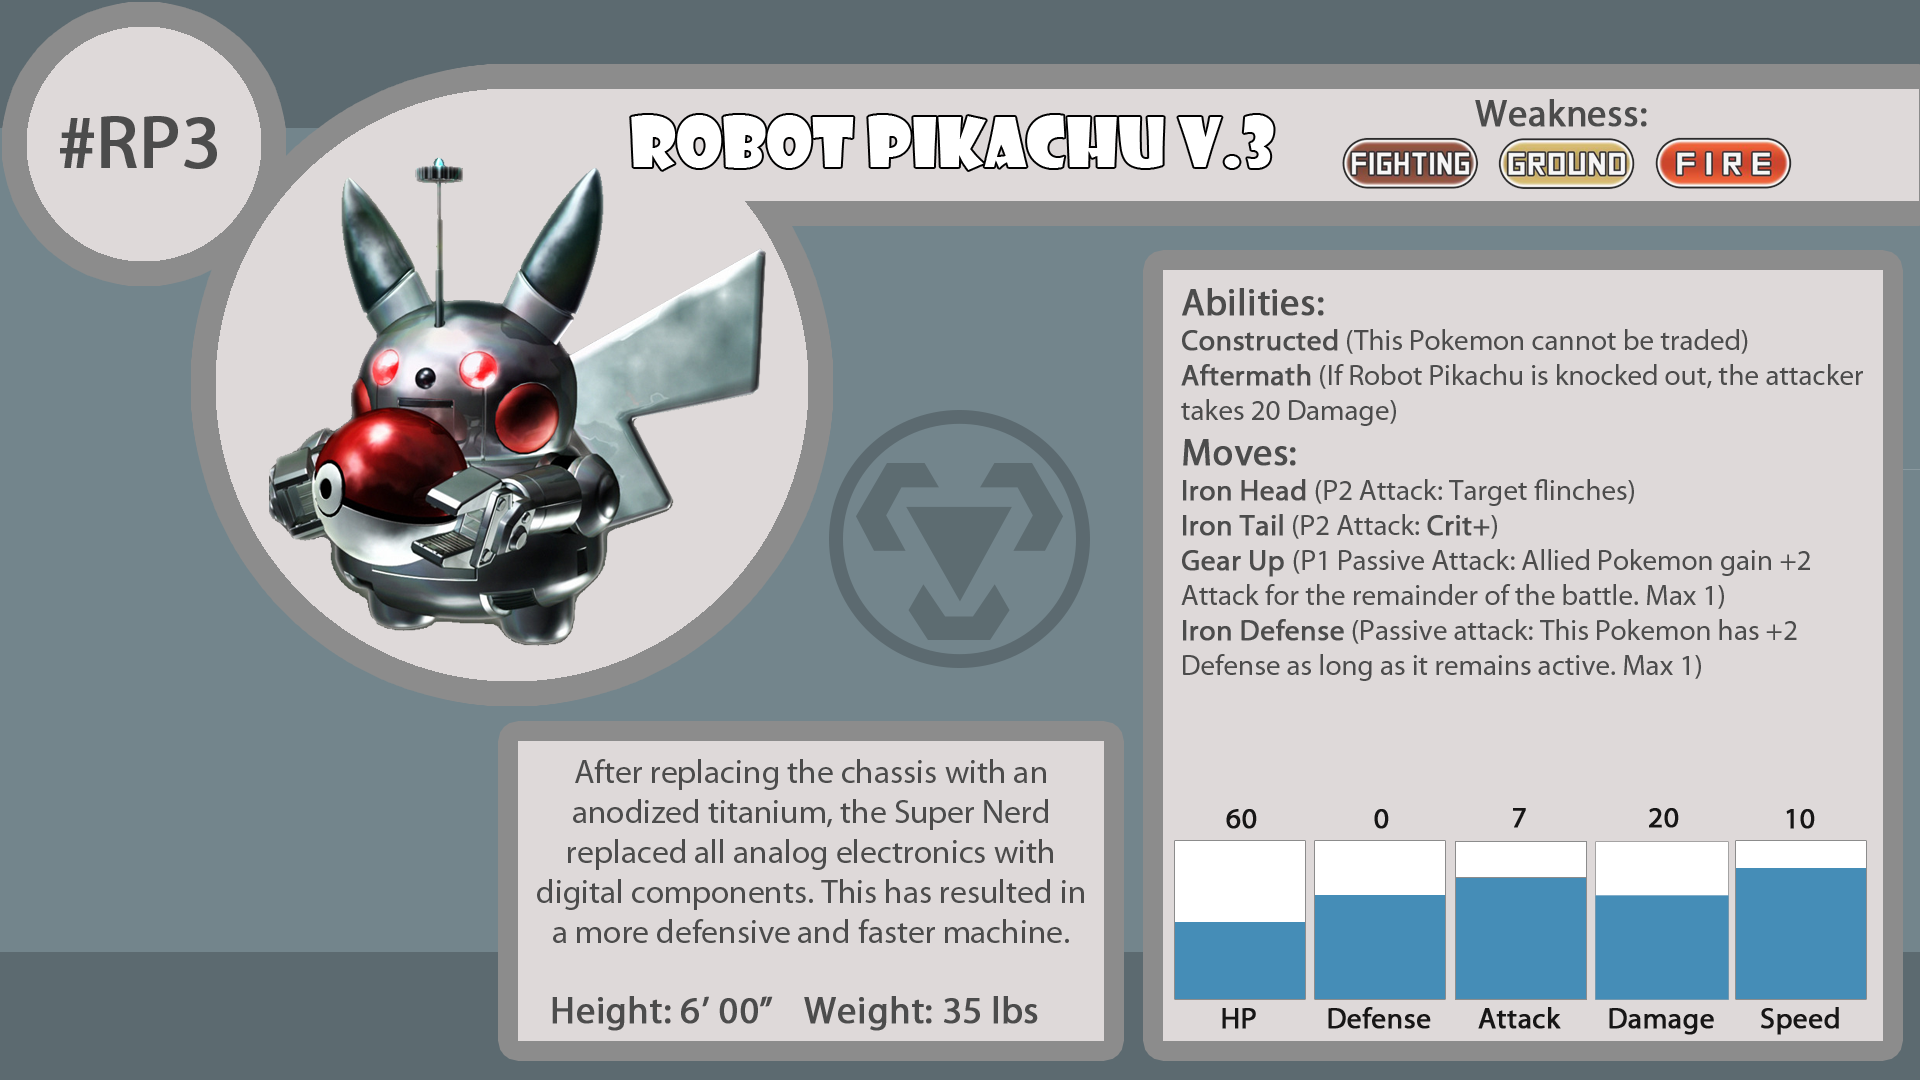 #RP3
ROBOT PIKACHU V.3
Weakness:
FIGHTING GROUND FIRE
Abilities:
Constructed (This Pokemon cannot be traded)
Aftermath (If Robot Pikachu is knocked out, the attacker
takes 20 Damage)
Moves:
Iron Head (P2 Attack: Target flinches)
Iron Tail (P2 Attack: Crit+)
Gear Up (P1 Passive Attack: Allied Pokemon gain +2
Attack for the remainder of the battle. Max 1)
Iron Defense (Passive attack: This Pokemon has +2
Defense as long as it remains active. Max 1)
After replacing the chassis with an
anodized titanium, the Super Nerd
replaced all analog electronics with
digital components. This has resulted in
a more defensive and faster machine.
Height: 6’ 00” Weight: 35 lbs
60 0 7 20 10
HP Defense Attack Damage Speed